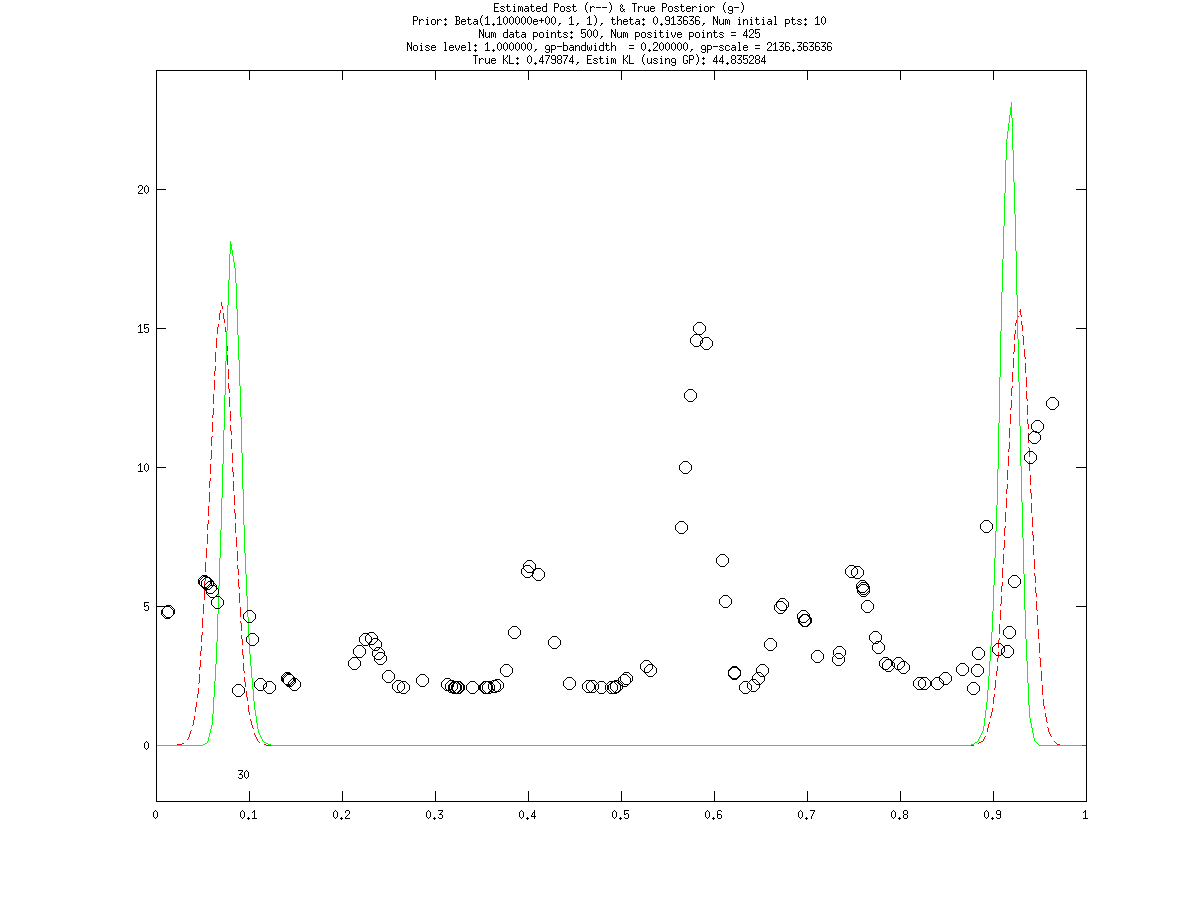 Estimated Post (r--) & True Posterior (g-)
Prior: Beta(1.100000e+00, 1, 1), theta: 0.913636, Num initial pts: 10
Num data points: 500, Num positive points = 425
Noise level: 1.000000, gp-bandwidth  = 0.200000, gp-scale = 2136.363636
True KL: 0.479874, Estim KL (using GP): 44.835284
20
15
10
5
0
30
0 0.1 0.2 0.3 0.4 0.5 0.6 0.7 0.8 0.9 1